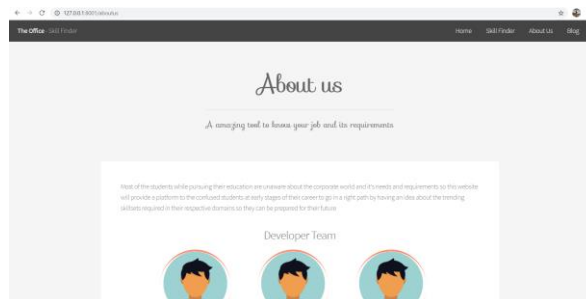 127.0.0.1:8000/aboutus
The Office - Skill Finder
Home Skill Finder About Us Blog
About us
A amazing tool to know your job and its requirements
Most of the students while pursuing their education are unaware about the corporate world and it's needs and requirements so this website
will provide a platform to the confused students at early stages of their career to go in a right path by having an idea about the trending
skillsets required in their respective domains so they can be prepared for their future.
Developer Team